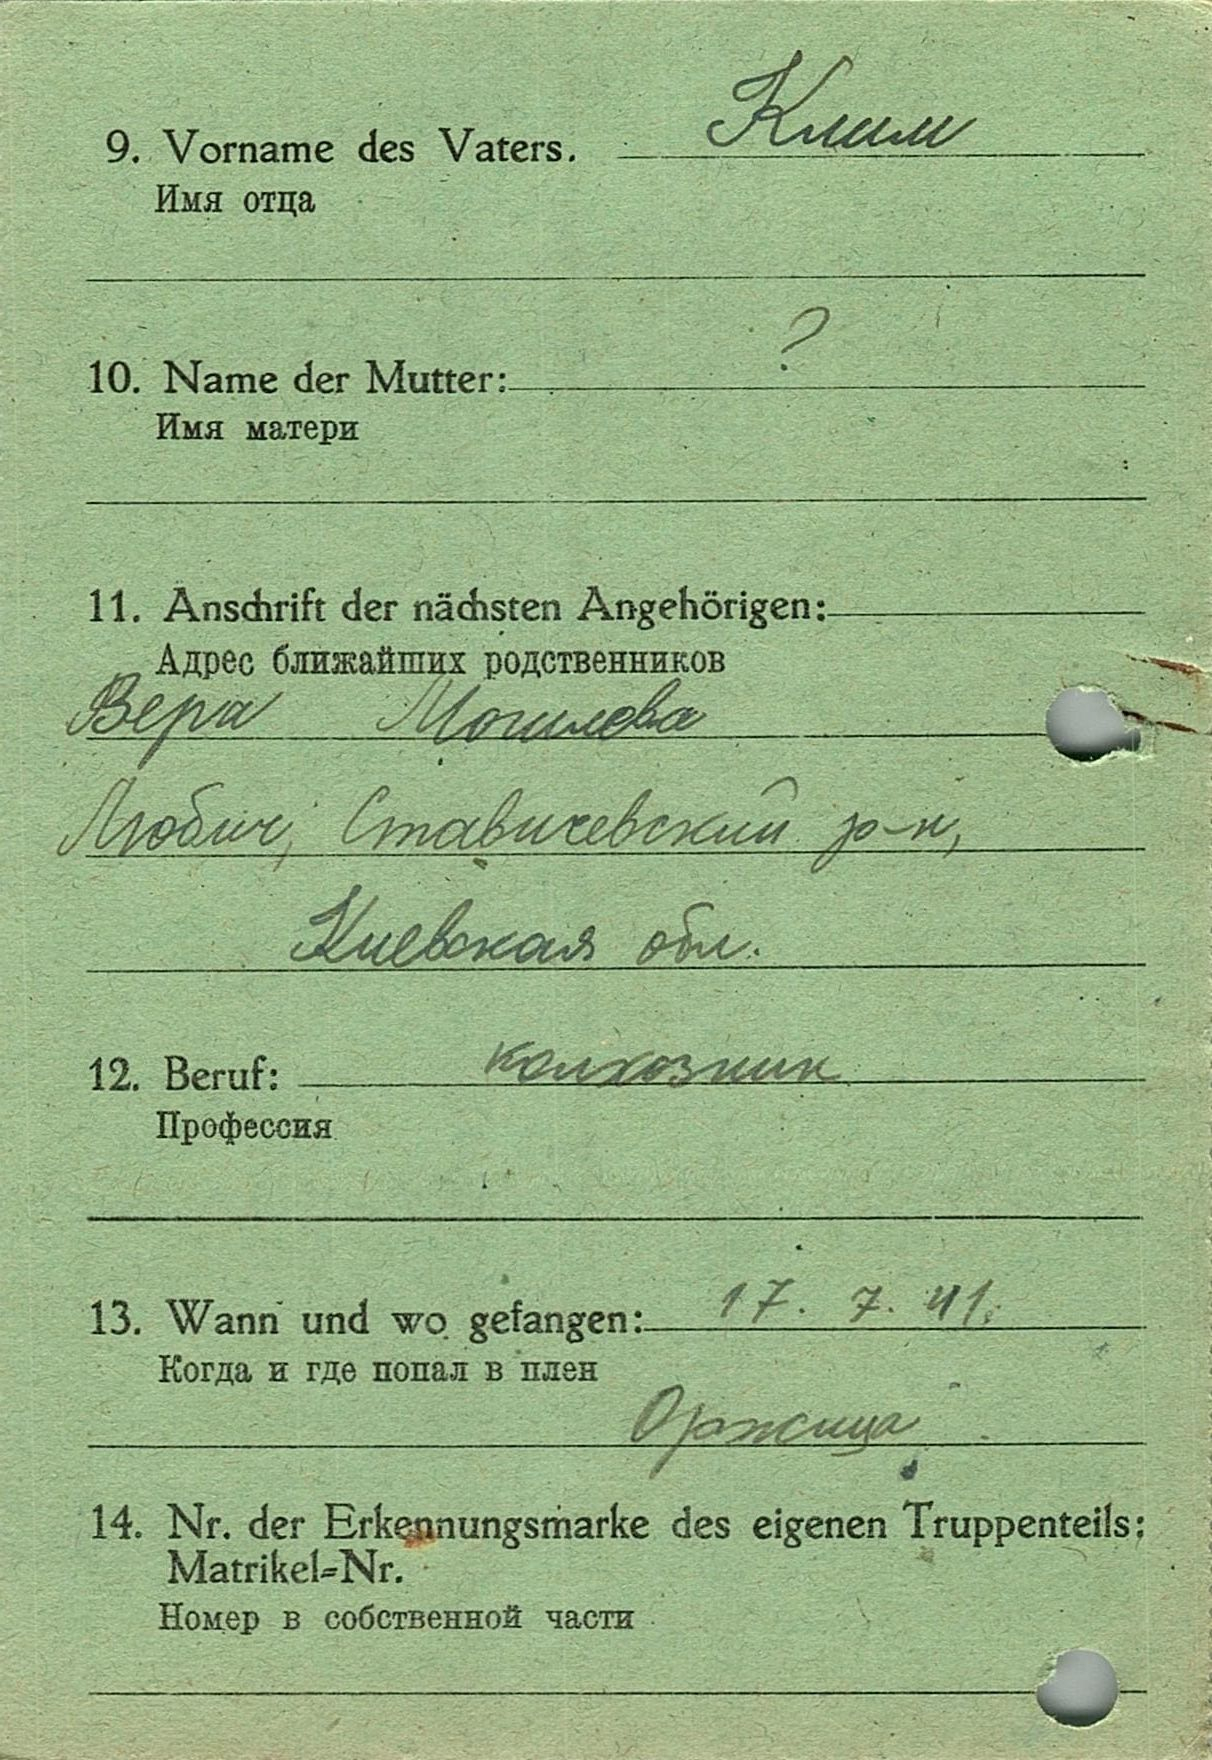 9. Vorname des Vaters. Клим
Имя отца
?
10. Name der Mutter:
Имя матери
11. Anschrift der nächsten Angehörigen:
Адрес ближайших родственников
Вера Могилева
Любич, Ставичевский р-н,
Киевская обл.
12. Beruf: колхозник
Профессия
13. Wann und wo gefangen: 17. 7. 41.
Когда и где попал в плен
Оржица
14. Nr. der Erkennungsmarke des eigenen Truppenteils:
Matrikel-Nr.
Номер в собственной части